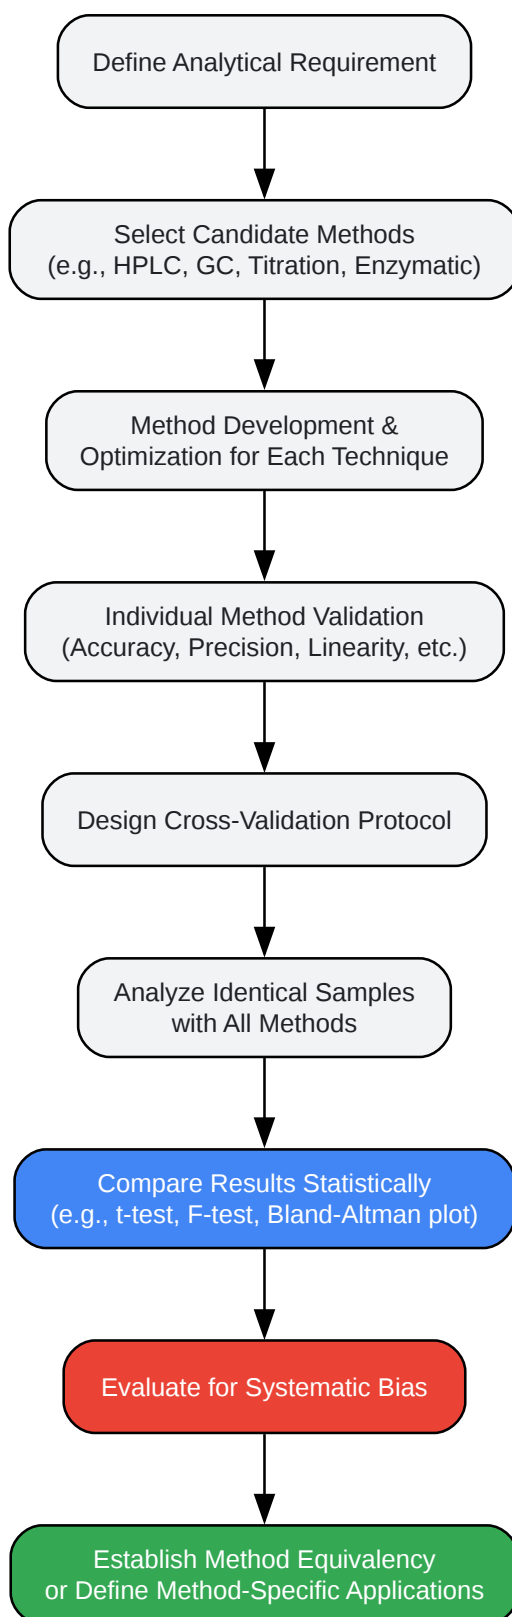 Define Analytical Requirement
Select Candidate Methods
(e.g., HPLC, GC, Titration, Enzymatic)
Method Development &
Optimization for Each Technique
Individual Method Validation
(Accuracy, Precision, Linearity, etc.)
Design Cross-Validation Protocol
Analyze Identical Samples
with All Methods
Compare Results Statistically
(e.g., t-test, F-test, Bland-Altman plot)
Evaluate for Systematic Bias
Establish Method Equivalency
or Define Method-Specific Applications